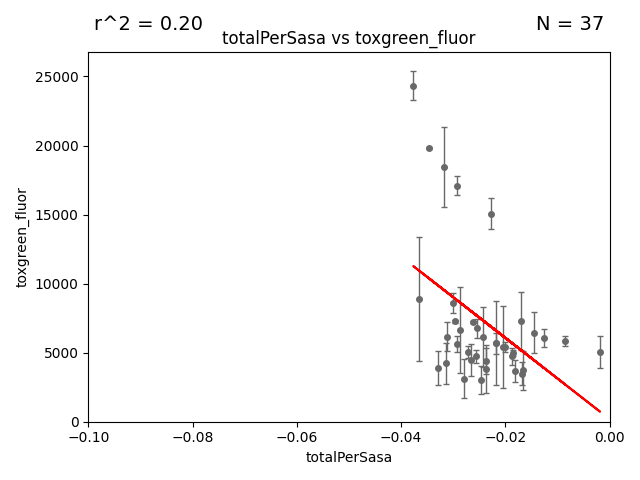 r^2 = 0.20
N = 37
totalPerSasa vs toxgreen_fluor
25000
20000
15000
10000
5000
0
toxgreen_fluor
−0.10
−0.08
−0.06
−0.04
−0.02
0.00
totalPerSasa